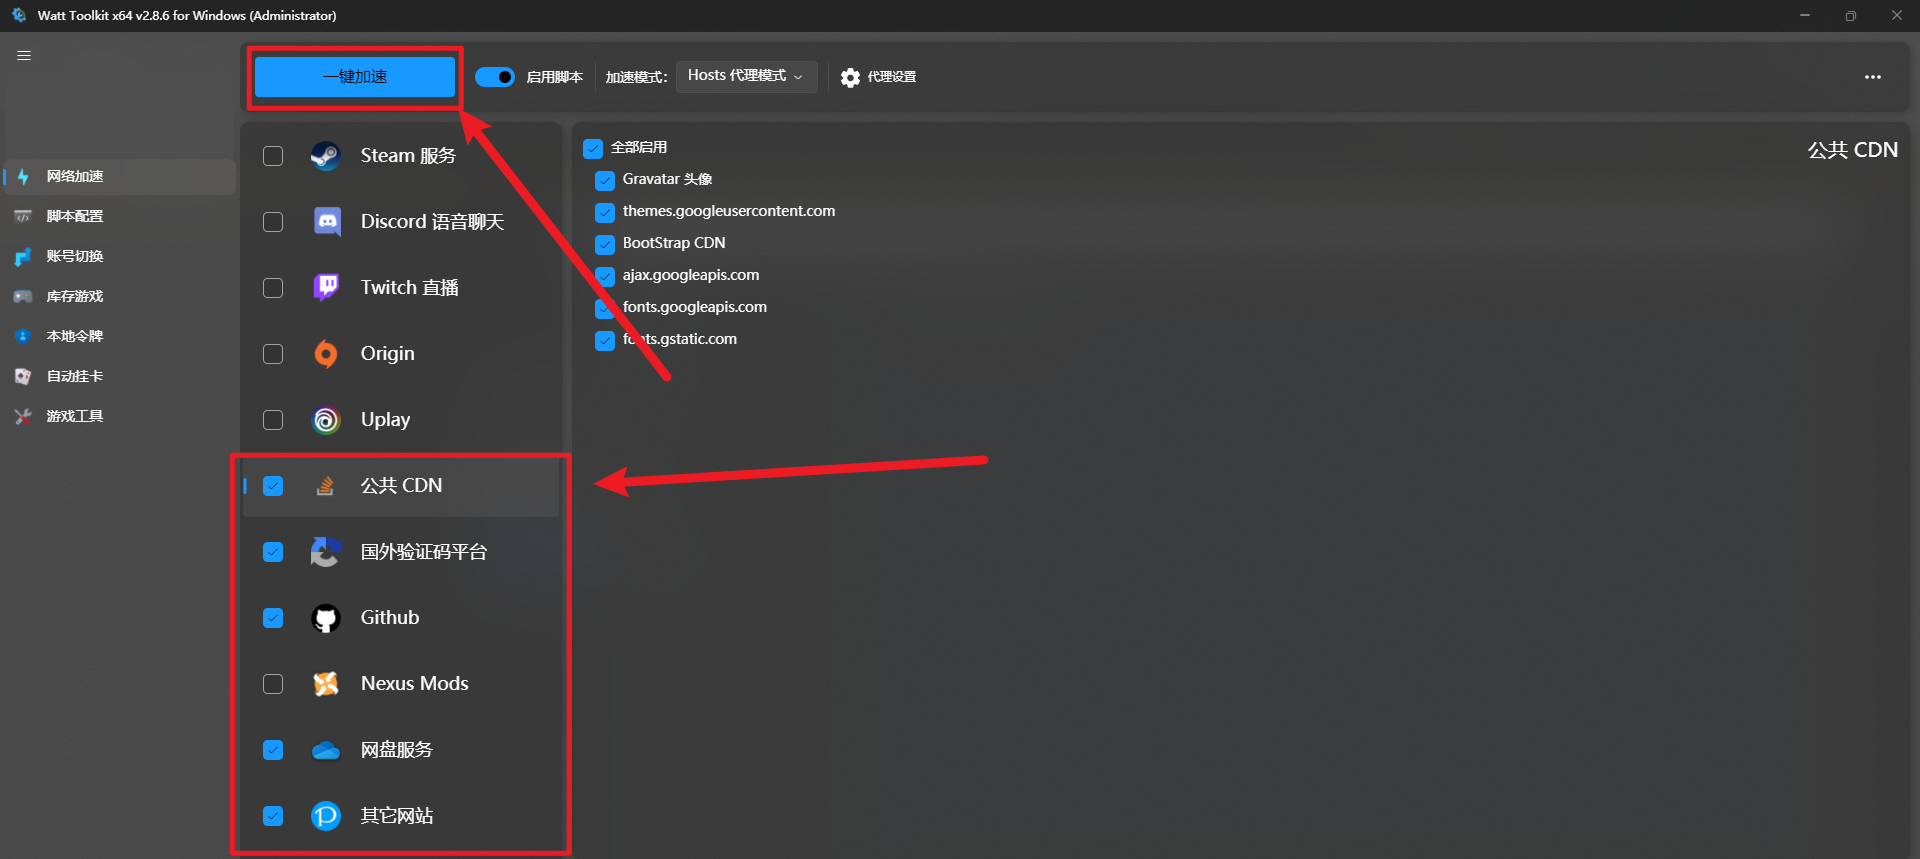 Watt Toolkit x64 v2.8.6 for Windows (Administrator)
一键加速
启用脚本
加速模式:
Hosts 代理模式
代理设置
网络加速
脚本配置
账号切换
库存游戏
本地令牌
自动挂卡
游戏工具
Steam 服务
Discord 语音聊天
Twitch 直播
Origin
Uplay
公共 CDN
国外验证码平台
Github
Nexus Mods
网盘服务
其它网站
全部启用
公共 CDN
Gravatar 头像
themes.googleusercontent.com
BootStrap CDN
ajax.googleapis.com
fonts.googleapis.com
fonts.gstatic.com